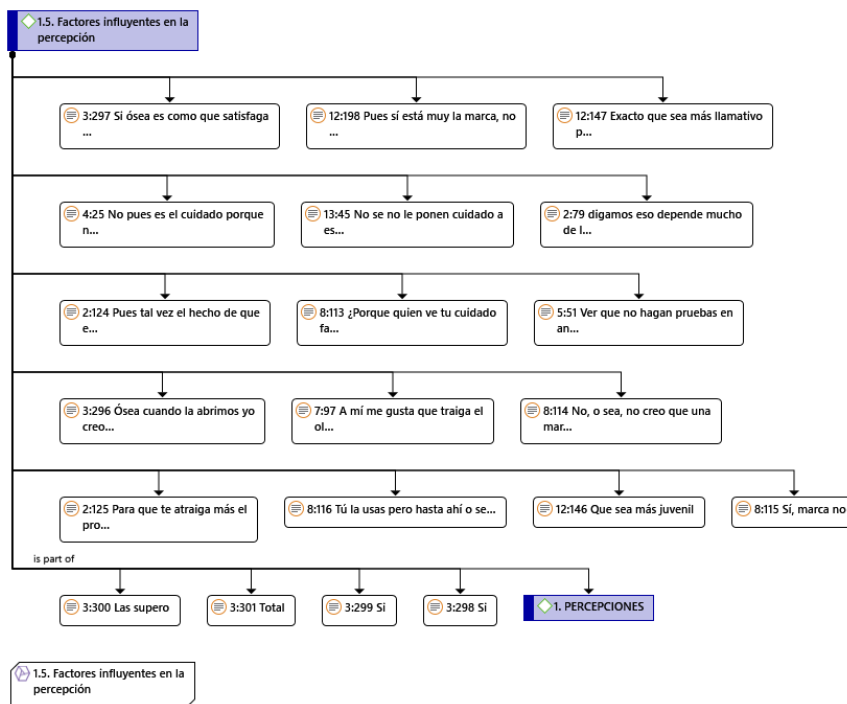 1.5. Factores influyentes en la
percepción
3:297 Si ósea es como que satisfaga
...
12:198 Pues sí está muy la marca, no
...
12:147 Exacto que sea más llamativo
p...
4:25 No pues es el cuidado porque
n...
13:45 No se no le ponen cuidado a
es...
2:79 digamos eso depende mucho
de l...
2:124 Pues tal vez el hecho de que
e...
8:113 ¿Porque quien ve tu cuidado
fa...
5:51 Ver que no hagan pruebas en
an...
3:296 Ósea cuando la abrimos yo
creo...
7:97 A mí me gusta que traiga el
ol...
8:114 No, o sea, no creo que una
mar...
2:125 Para que te atraiga más el
pro...
8:116 Tú la usas pero hasta ahí o se...
12:146 Que sea más juvenil
8:115 Sí, marca no
is part of
3:300 Las supero
3:301 Total
3:299 Si
3:298 Si
1. PERCEPCIONES
1.5. Factores influyentes en la
percepción